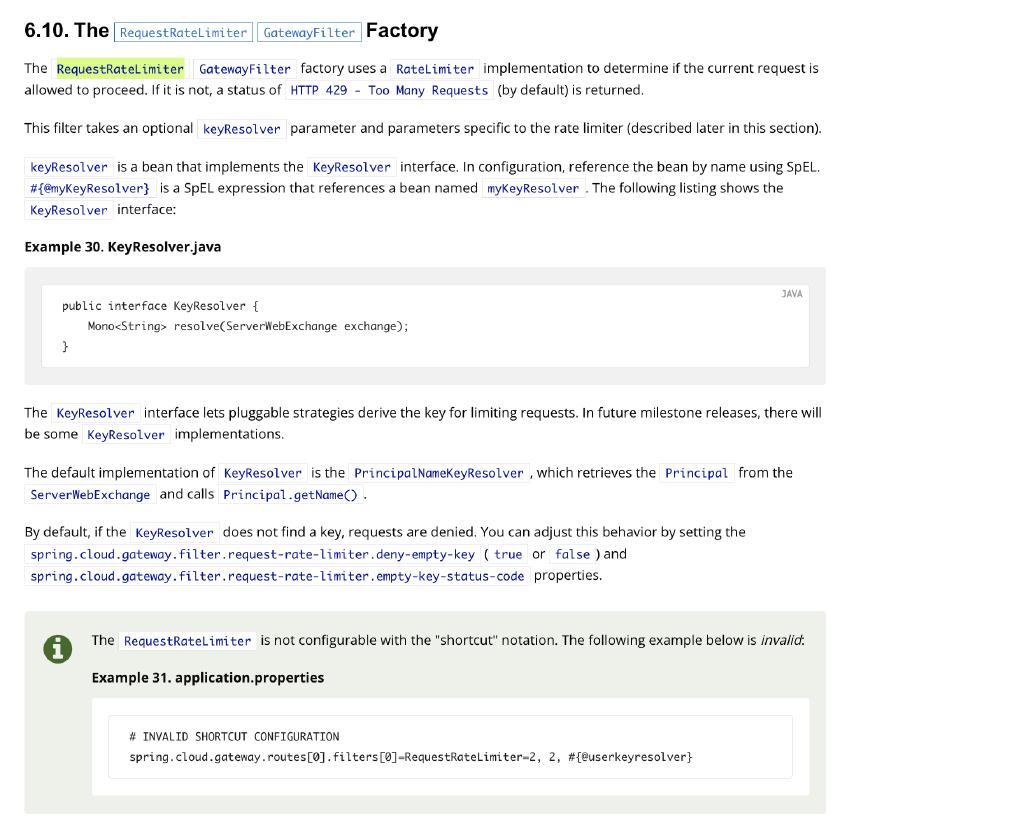 6.10. The RequestRateLimiter GatewayFilter Factory
The RequestRateLimiter GatewayFilter factory uses a RateLimiter implementation to determine if the current request is
allowed to proceed. If it is not, a status of HTTP 429 - Too Many Requests (by default) is returned.
This filter takes an optional keyResolver parameter and parameters specific to the rate limiter (described later in this section).
keyResolver is a bean that implements the KeyResolver interface. In configuration, reference the bean by name using SpEL.
#{@myKeyResolver} is a SpEL expression that references a bean named myKeyResolver . The following listing shows the
KeyResolver interface:
Example 30. KeyResolver.java
JAVA
public interface KeyResolver {
    Mono<String> resolve(ServerWebExchange exchange);
}
The KeyResolver interface lets pluggable strategies derive the key for limiting requests. In future milestone releases, there will
be some KeyResolver implementations.
The default implementation of KeyResolver is the PrincipalNameKeyResolver , which retrieves the Principal from the
ServerWebExchange and calls Principal.getName() .
By default, if the KeyResolver does not find a key, requests are denied. You can adjust this behavior by setting the
spring.cloud.gateway.filter.request-rate-limiter.deny-empty-key ( true or false ) and
spring.cloud.gateway.filter.request-rate-limiter.empty-key-status-code properties.
The RequestRateLimiter is not configurable with the "shortcut" notation. The following example below is invalid:
Example 31. application.properties
# INVALID SHORTCUT CONFIGURATION
spring.cloud.gateway.routes[0].filters[0]=RequestRateLimiter=2, 2, #{@userkeyresolver}